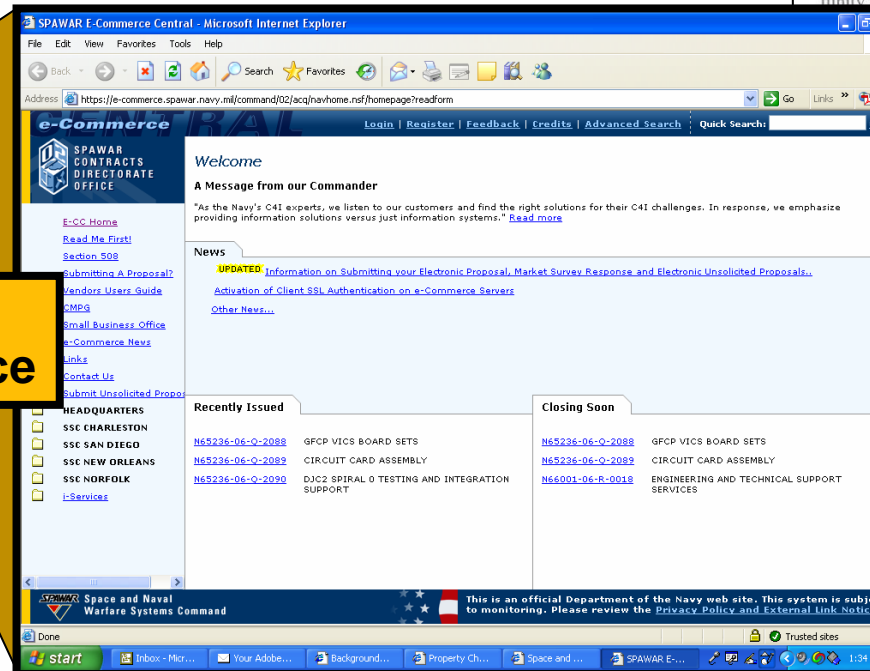 SPAWAR E-Commerce Central - Microsoft Internet Explorer
File Edit View Favorites Tools Help
Back Search Favorites
Address https://e-commerce.spawar.navy.mil/command/02/acq/navhome.nsf/homepage?readform Go Links »
e-Commerce
CENTRAL
Login | Register | Feedback | Credits | Advanced Search Quick Search:
SPAWAR
CONTRACTS
DIRECTORATE
OFFICE
E-CC Home
Read Me First!
Section 508
Submitting A Proposal?
Vendors Users Guide
CMPG
Small Business Office
e-Commerce News
Links
Contact Us
Submit Unsolicited Propos
HEADQUARTERS
SSC CHARLESTON
SSC SAN DIEGO
SSC NEW ORLEANS
SSC NORFOLK
i-Services
ce
Welcome
A Message from our Commander
"As the Navy's C4I experts, we listen to our customers and find the right solutions for their C4I challenges. In response, we emphasize
providing information solutions versus just information systems." Read more
News
UPDATED Information on Submitting your Electronic Proposal, Market Survey Response and Electronic Unsolicited Proposals..
Activation of Client SSL Authentication on e-Commerce Servers
Other News...
Recently Issued
N65236-06-Q-2088 GFCP VICS BOARD SETS
N65236-06-Q-2089 CIRCUIT CARD ASSEMBLY
N65236-06-Q-2090 DJC2 SPIRAL 0 TESTING AND INTEGRATION
SUPPORT
Closing Soon
N65236-06-Q-2088 GFCP VICS BOARD SETS
N65236-06-Q-2089 CIRCUIT CARD ASSEMBLY
N66001-06-R-0018 ENGINEERING AND TECHNICAL SUPPORT
SERVICES
SPAWAR Space and Naval
Warfare Systems Command
This is an official Department of the Navy web site. This system is subj
to monitoring. Please review the Privacy Policy and External Link Notic
Done Trusted sites
start Inbox - Micr... Your Adobe... Background... Property Ch... Space and ... SPAWAR E-... 1:34